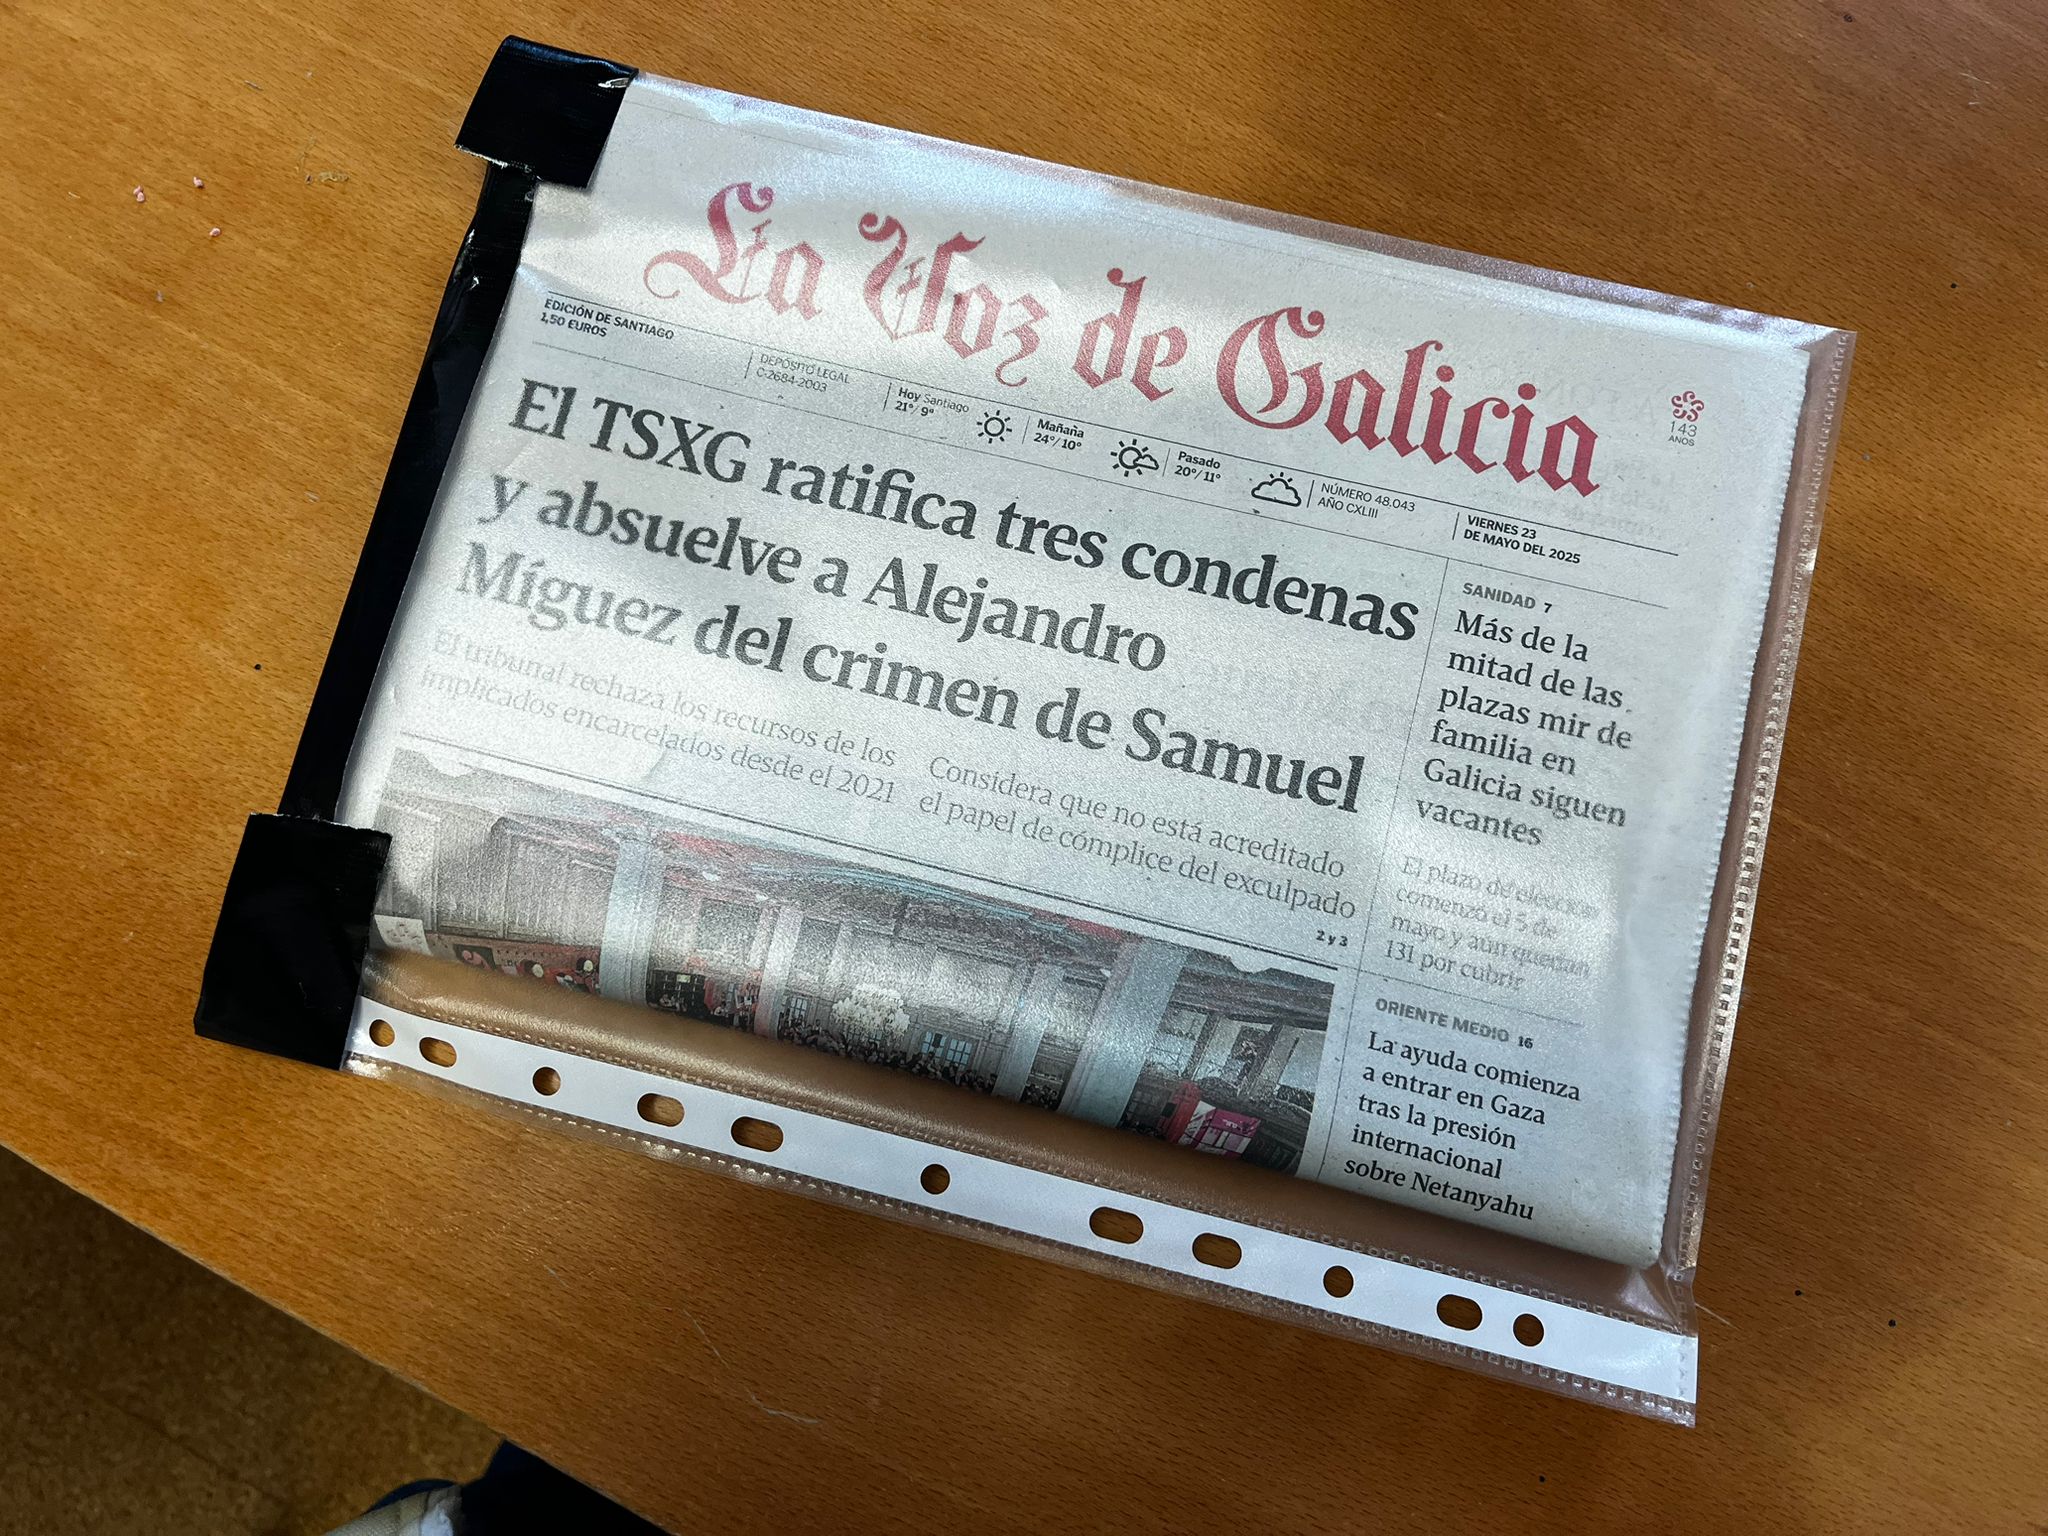 La Voz de Galicia
143
AÑOS
EDICIÓN DE SANTIAGO
1,50 EUROS
DEPÓSITO LEGAL
C-2684-2003
Hoy Santiago
21°/9°
Mañana
24°/10°
Pasado
20°/11°
NÚMERO 48.043
AÑO CXLIII
VIERNES 23
DE MAYO DEL 2025
El TSXG ratifica tres condenas
y absuelve a Alejandro
Míguez del crimen de Samuel
El tribunal rechaza los recursos de los
implicados encarcelados desde el 2021
Considera que no está acreditado
el papel de cómplice del exculpado
2 y 3
SANIDAD 7
Más de la
mitad de las
plazas mir de
familia en
Galicia siguen
vacantes
El plazo de elección
comenzó el 5 de
mayo y aún quedan
131 por cubrir
ORIENTE MEDIO 16
La ayuda comienza
a entrar en Gaza
tras la presión
internacional
sobre Netanyahu